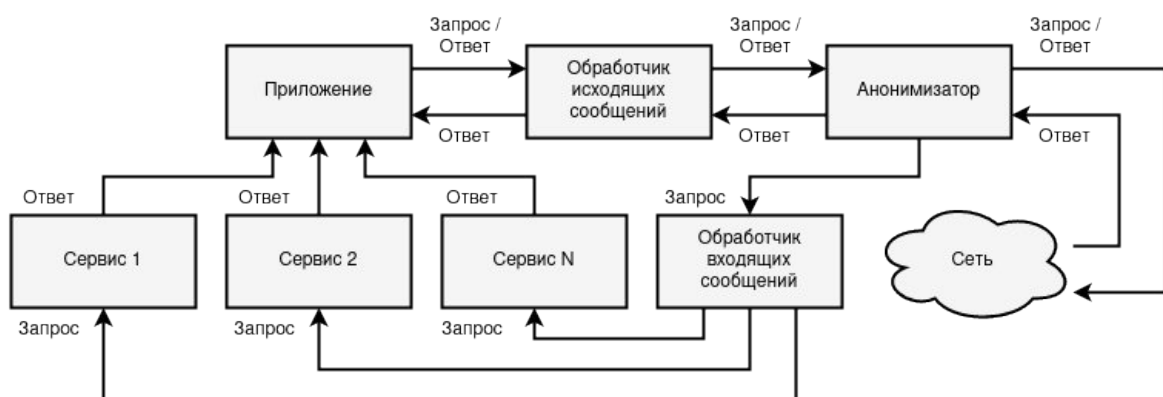 Запрос /
Ответ
Запрос /
Ответ
Запрос /
Ответ
Приложение
Обработчик
исходящих
сообщений
Анонимизатор
Ответ
Ответ
Ответ
Ответ
Ответ
Ответ
Запрос
Сервис 1
Сервис 2
Сервис N
Обработчик
входящих
сообщений
Сеть
Запрос
Запрос
Запрос